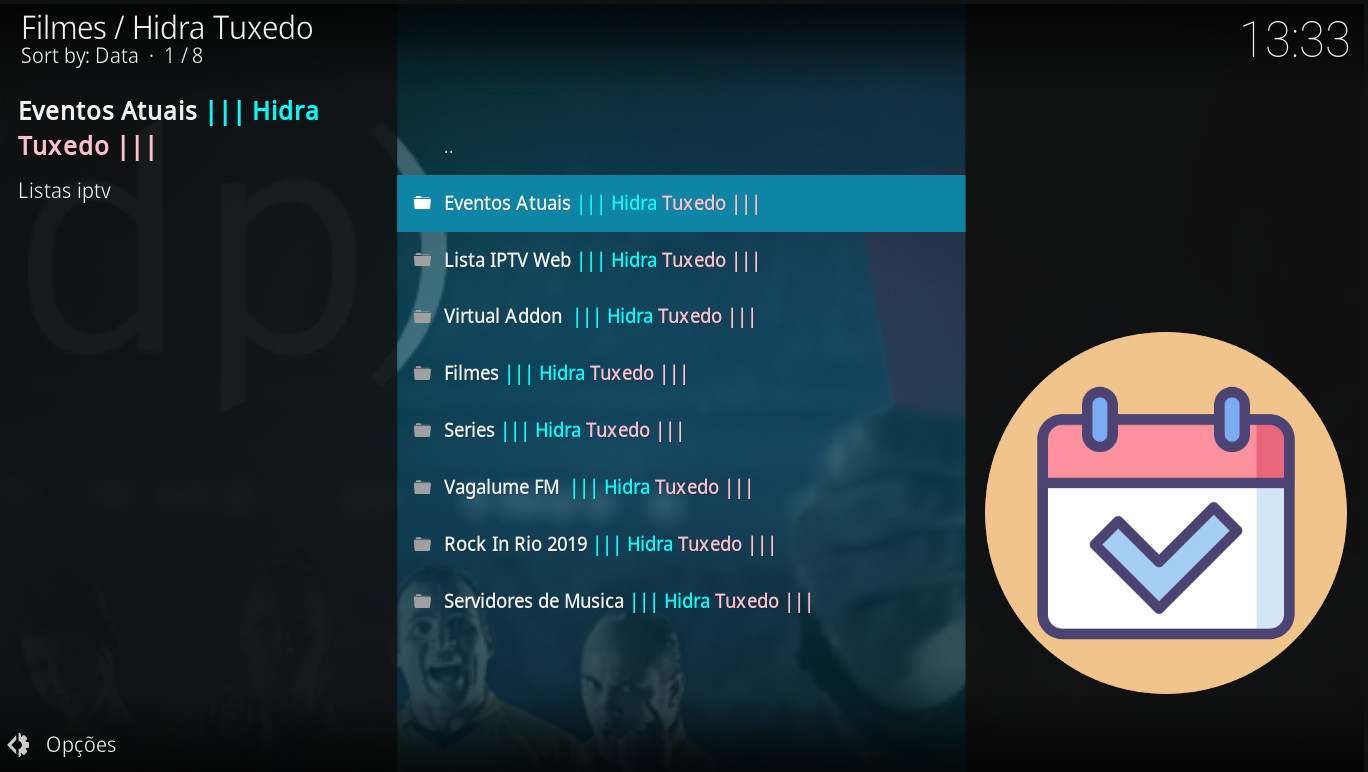 Filmes / Hidra Tuxedo
Sort by: Data · 1 / 8
13:33
Eventos Atuais ||| Hidra
Tuxedo |||
Listas iptv
..
Eventos Atuais ||| Hidra Tuxedo |||
Lista IPTV Web ||| Hidra Tuxedo |||
Virtual Addon ||| Hidra Tuxedo |||
Filmes ||| Hidra Tuxedo |||
Series ||| Hidra Tuxedo |||
Vagalume FM ||| Hidra Tuxedo |||
Rock In Rio 2019 ||| Hidra Tuxedo |||
Servidores de Musica ||| Hidra Tuxedo |||
Opções
dp)